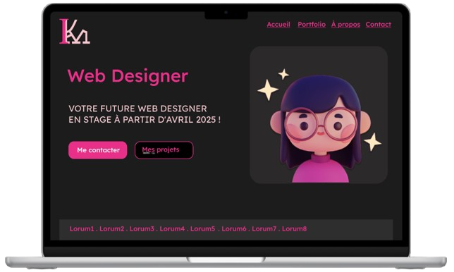 Accueil Portfolio À propos Contact
Web Designer
VOTRE FUTURE WEB DESIGNER
EN STAGE À PARTIR D'AVRIL 2025 !
Me contacter Mes projets
Lorum1 . Lorum2 . Lorum3 . Lorum4 . Lorum5 . Lorum6 . Lorum7 . Lorum8